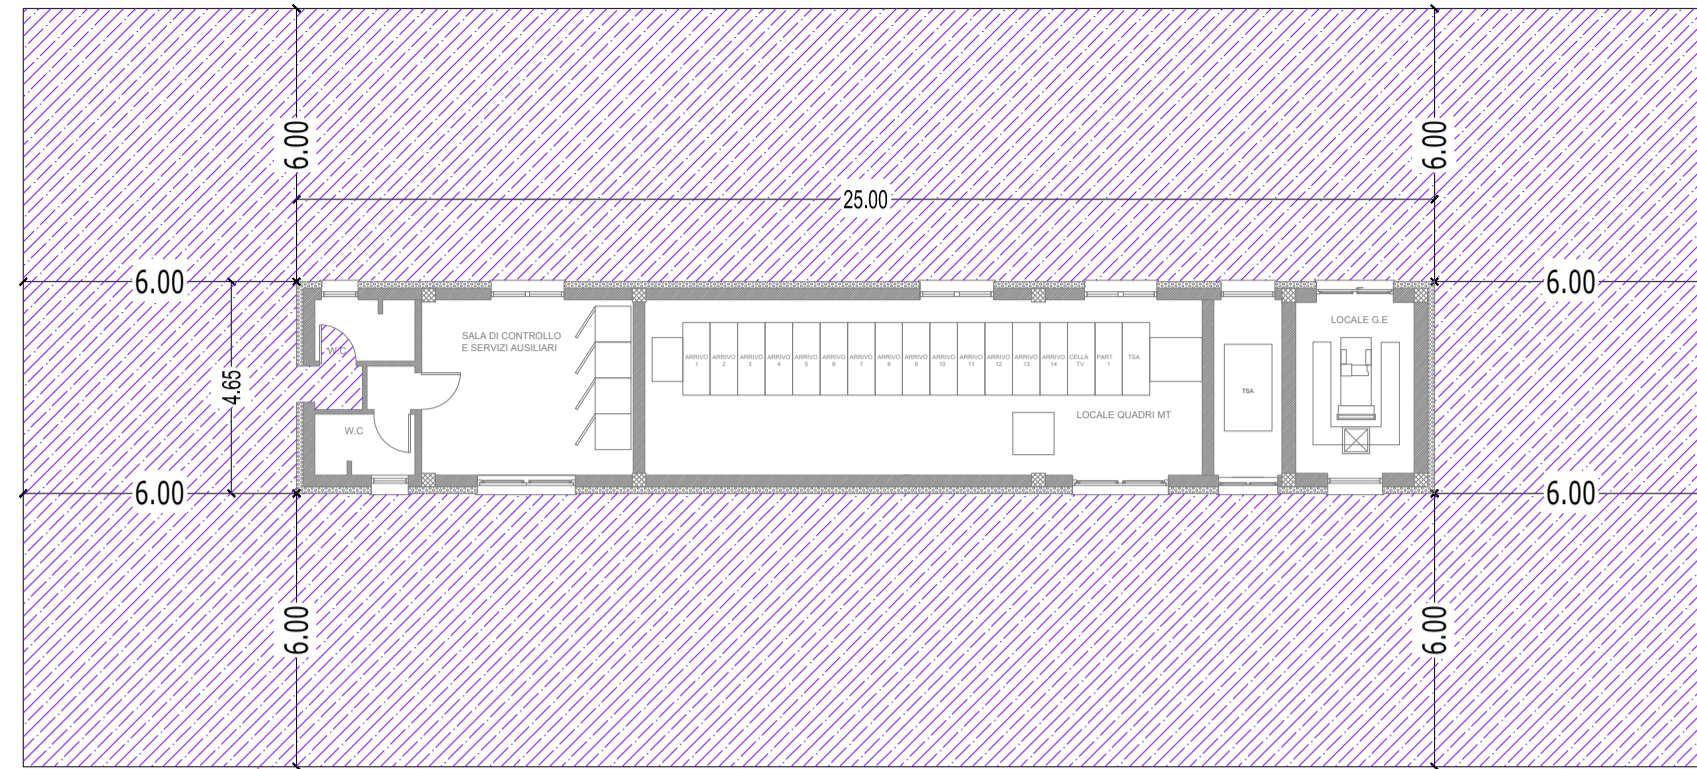 6.00
6.00
25.00
6.00
6.00
4.65
SALA DI CONTROLLO
E SERVIZI AUSILIARI
W.C
W.C
ARRIVO
1
ARRIVO
2
ARRIVO
3
ARRIVO
4
ARRIVO
5
ARRIVO
6
ARRIVO
7
ARRIVO
8
ARRIVO
9
ARRIVO
10
ARRIVO
11
ARRIVO
12
ARRIVO
13
ARRIVO
14
CELLA
TV
PART.
1
TSA
LOCALE QUADRI MT
TSA
LOCALE G.E
6.00
6.00
6.00
6.00